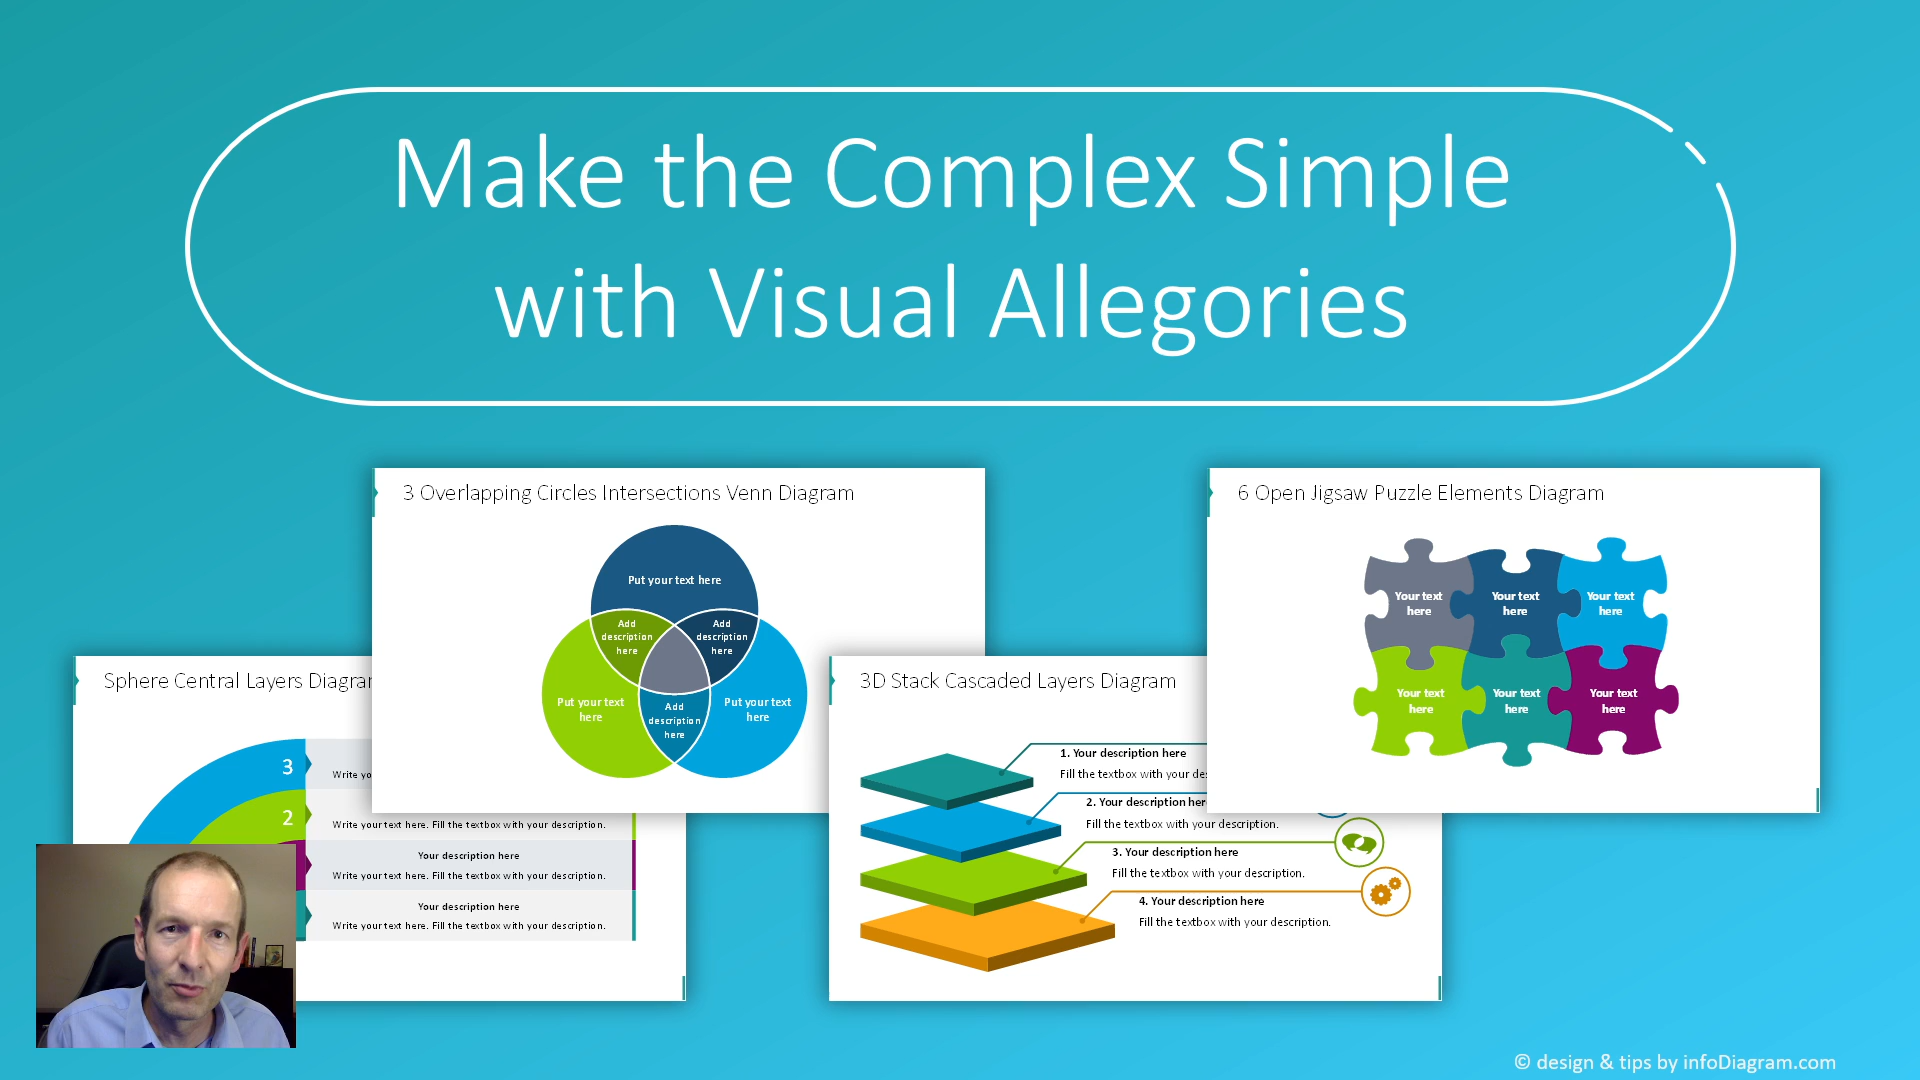 Make the Complex Simple
with Visual Allegories
3 Overlapping Circles Intersections Venn Diagram
Put your text here
Add
description
here
Add
description
here
Put your text
here
Add
description
here
Put your text
here
6 Open Jigsaw Puzzle Elements Diagram
Your text
here
Your text
here
Your text
here
Your text
here
Your text
here
Your text
here
Sphere Central Layers
3
Write
2
Write your text here. Fill the textbox with your description.
Your description here
Write your text here. Fill the textbox with your description.
Your description here
Write your text here. Fill the textbox with your description.
3D Stack Cascaded Layers Diagram
1. Your description here
Fill the textbox with your
2. Your description
Fill the textbox with your description.
3. Your description here
Fill the textbox with your description.
4. Your description here
Fill the textbox with your description.
© design & tips by infoDiagram.com